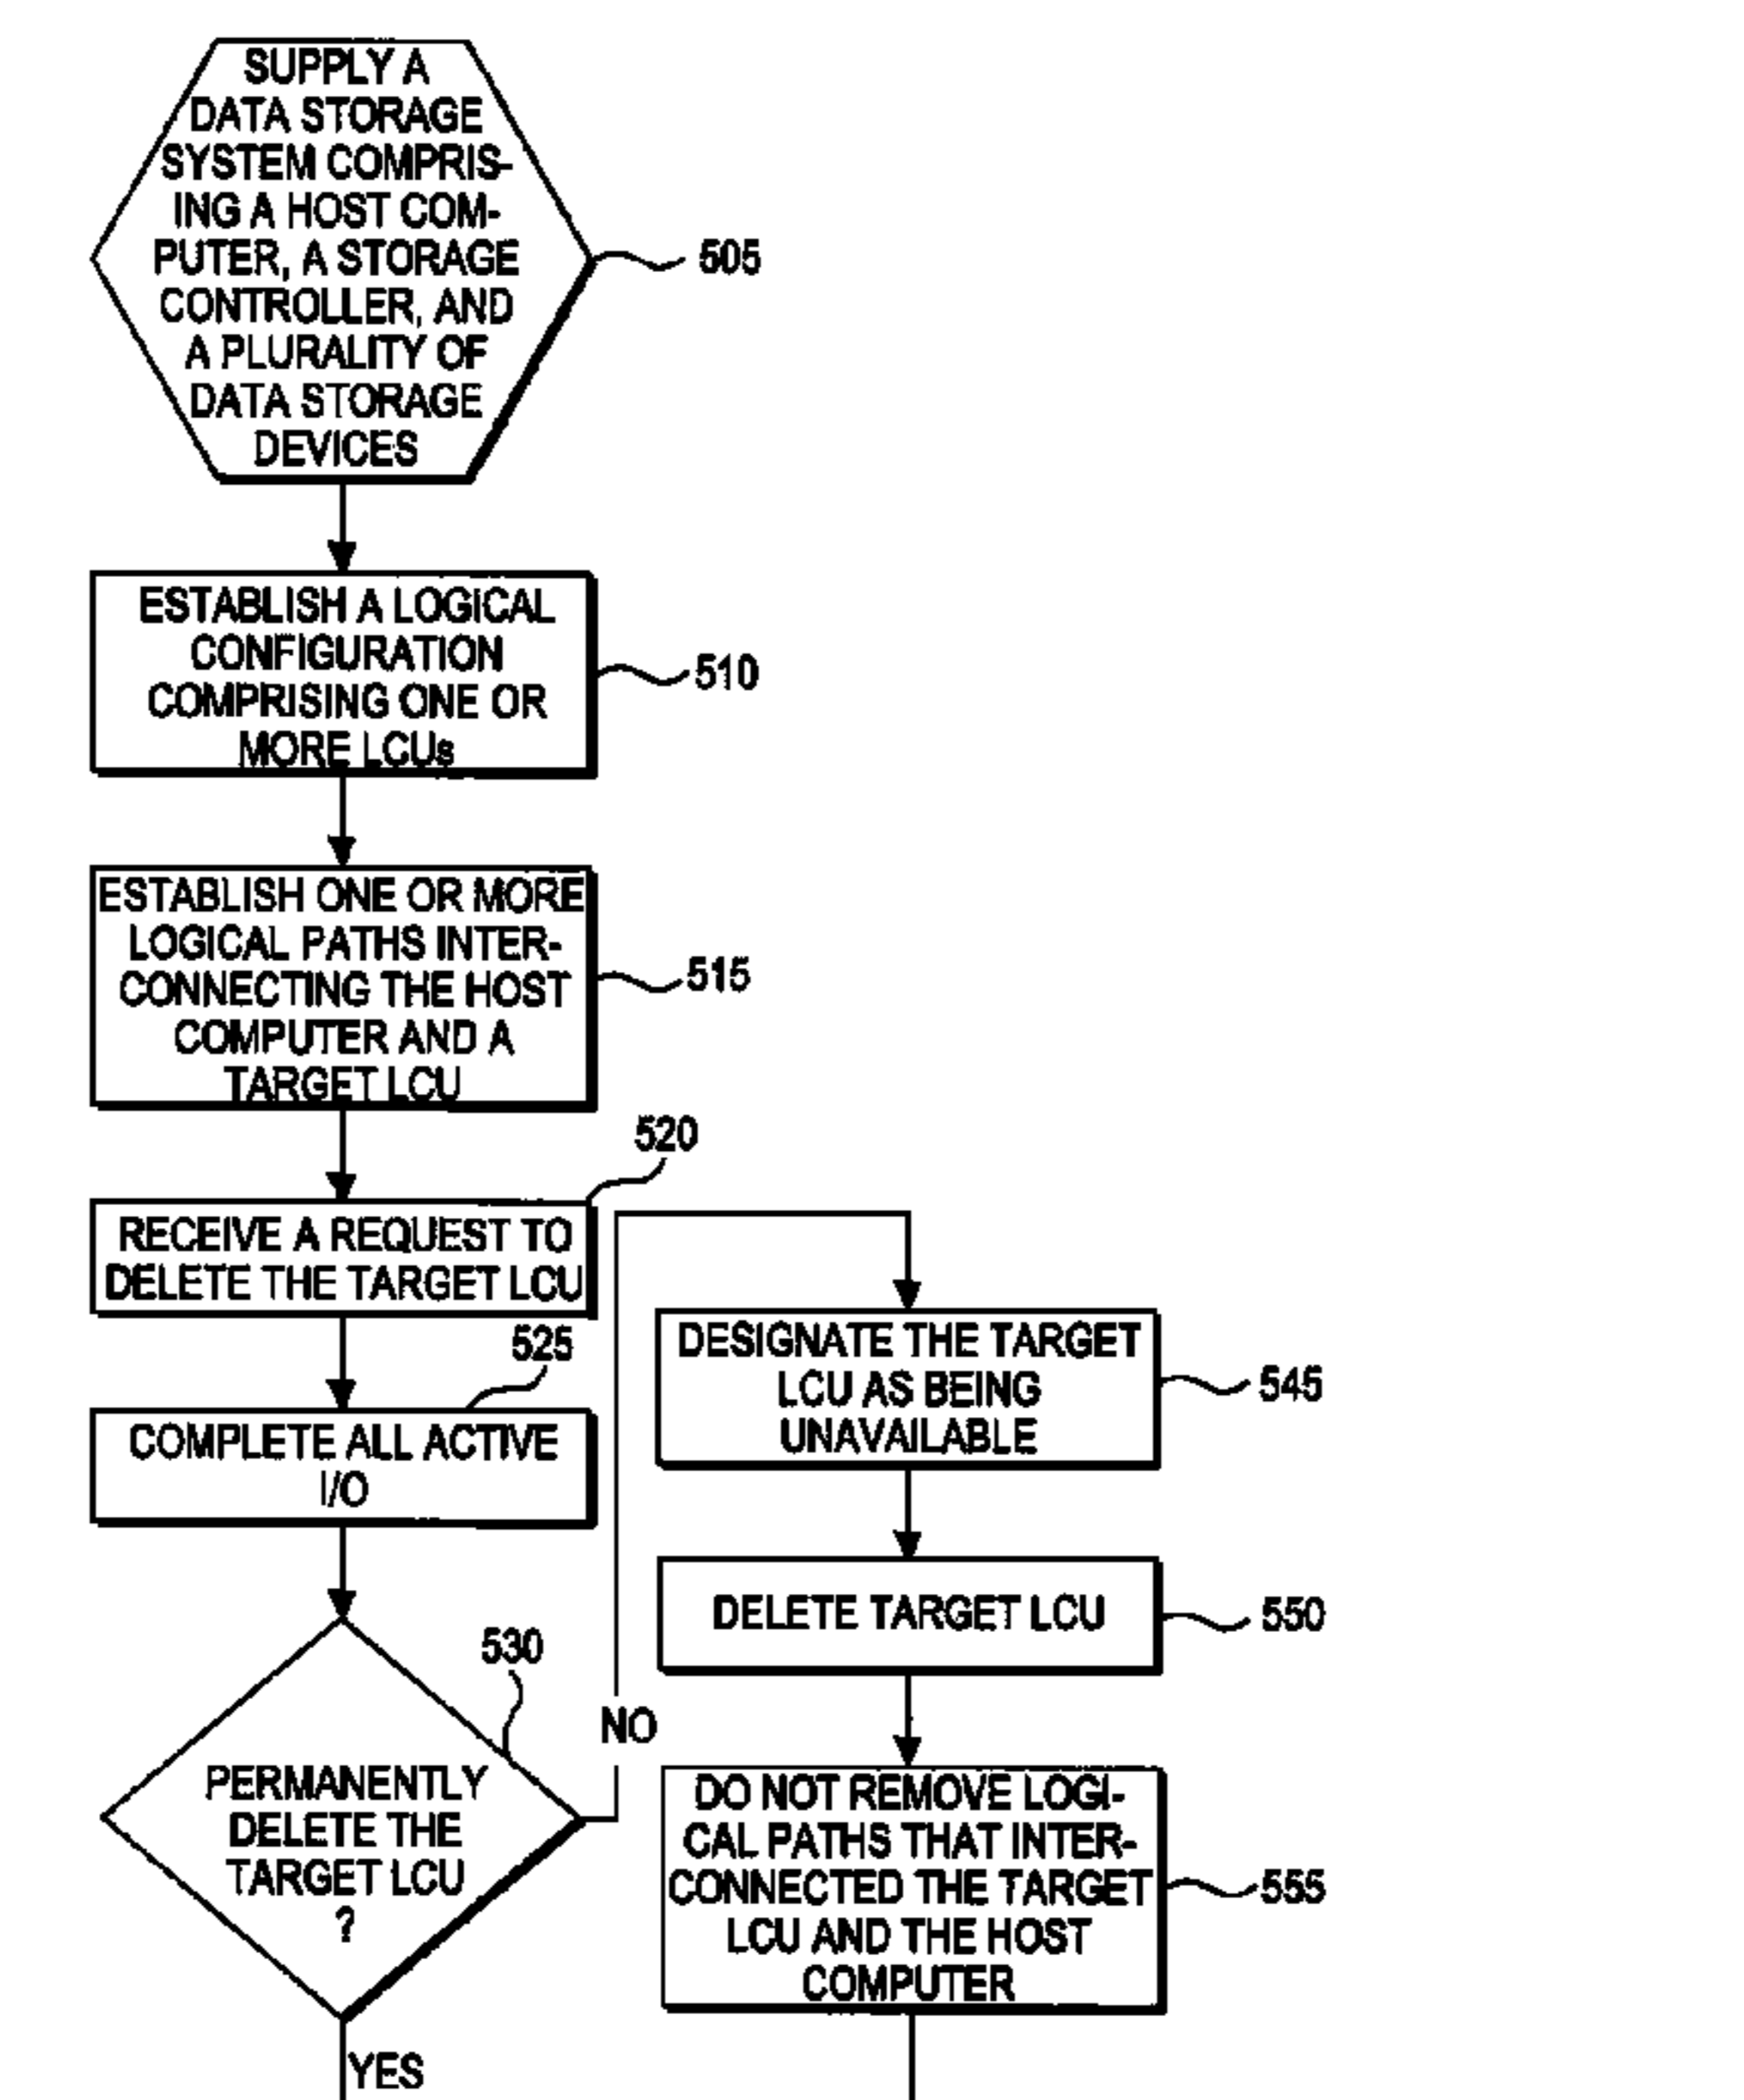 SUPPLY A
DATA STORAGE
SYSTEM COMPRIS-
ING A HOST COM-
PUTER, A STORAGE
CONTROLLER, AND
A PLURALITY OF
DATA STORAGE
DEVICES
505
ESTABLISH A LOGICAL
CONFIGURATION
COMPRISING ONE OR
MORE LCUs
510
ESTABLISH ONE OR MORE
LOGICAL PATHS INTER-
CONNECTING THE HOST
COMPUTER AND A
TARGET LCU
515
520
RECEIVE A REQUEST TO
DELETE THE TARGET LCU
525
COMPLETE ALL ACTIVE
I/O
530
PERMANENTLY
DELETE THE
TARGET LCU
?
YES
NO
DESIGNATE THE TARGET
LCU AS BEING
UNAVAILABLE
545
DELETE TARGET LCU
550
DO NOT REMOVE LOGI-
CAL PATHS THAT INTER-
CONNECTED THE TARGET
LCU AND THE HOST
COMPUTER
555